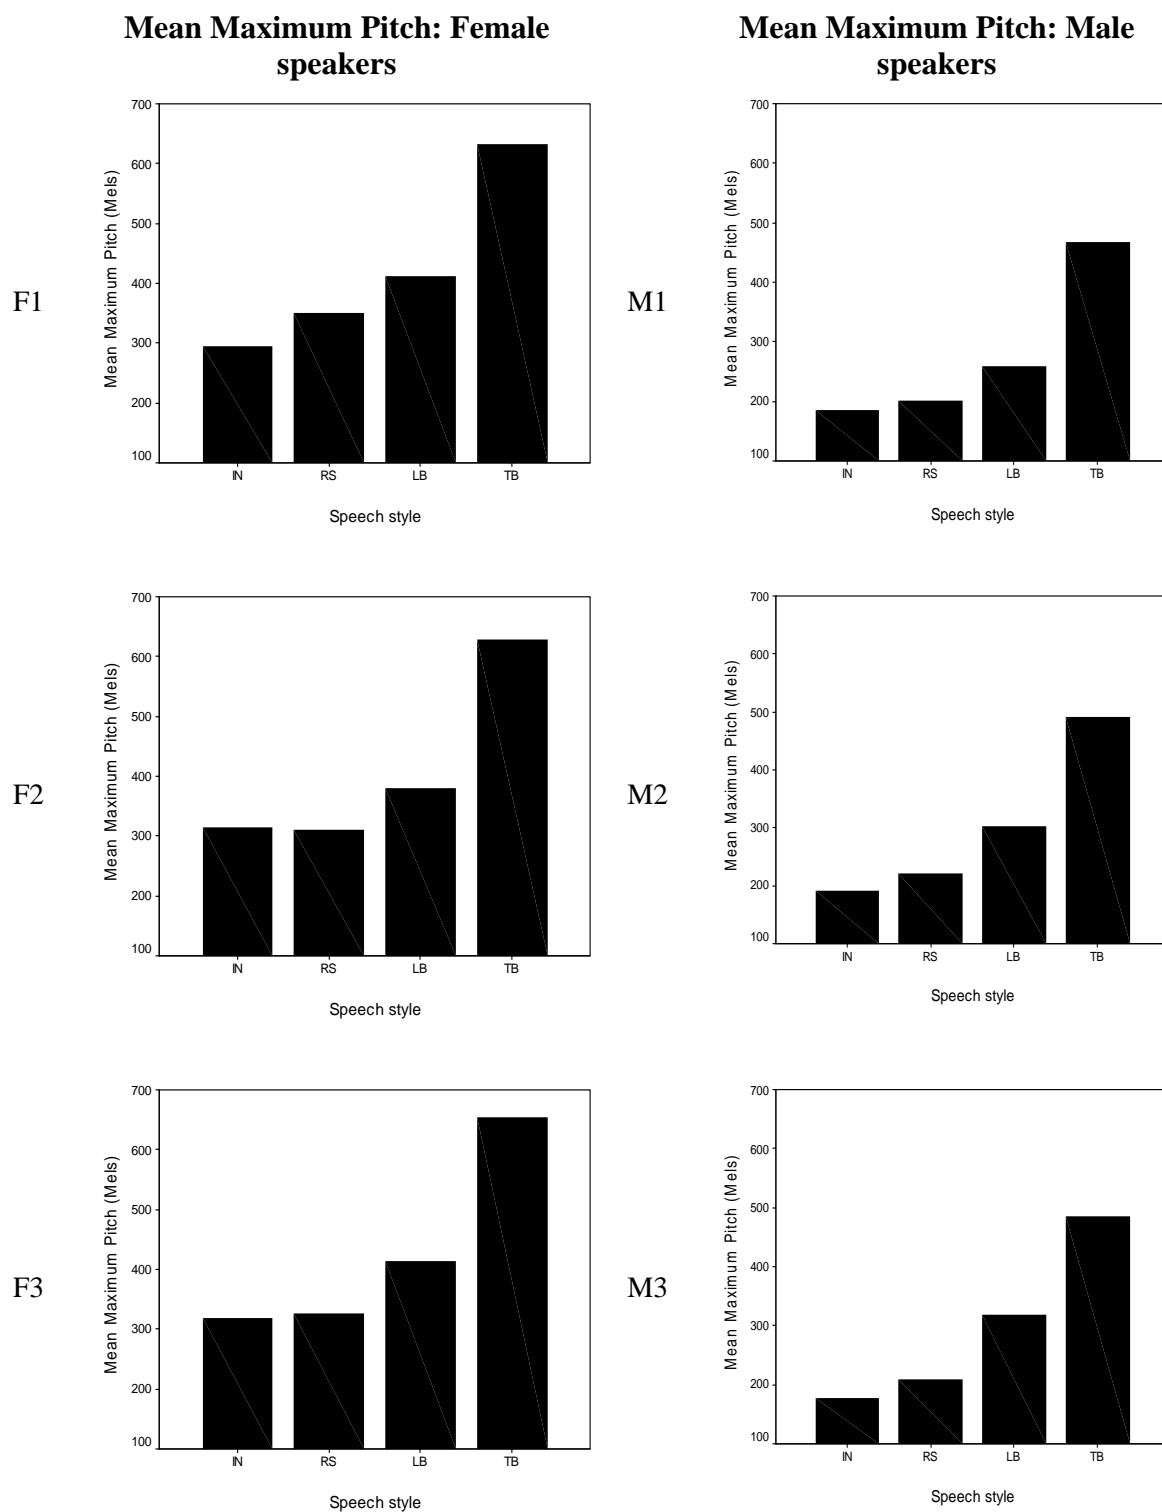 Mean Maximum Pitch: Female
speakers
Mean Maximum Pitch: Male
speakers
F1
Mean Maximum Pitch (Mels)
700
600
500
400
300
200
100
IN RS LB TB
Speech style
M1
Mean Maximum Pitch (Mels)
700
600
500
400
300
200
100
IN RS LB TB
Speech style
F2
Mean Maximum Pitch (Mels)
700
600
500
400
300
200
100
IN RS LB TB
Speech style
M2
Mean Maximum Pitch (Mels)
700
600
500
400
300
200
100
IN RS LB TB
Speech style
F3
Mean Maximum Pitch (Mels)
700
600
500
400
300
200
100
IN RS LB TB
Speech style
M3
Mean Maximum Pitch (Mels)
700
600
500
400
300
200
100
IN RS LB TB
Speech style